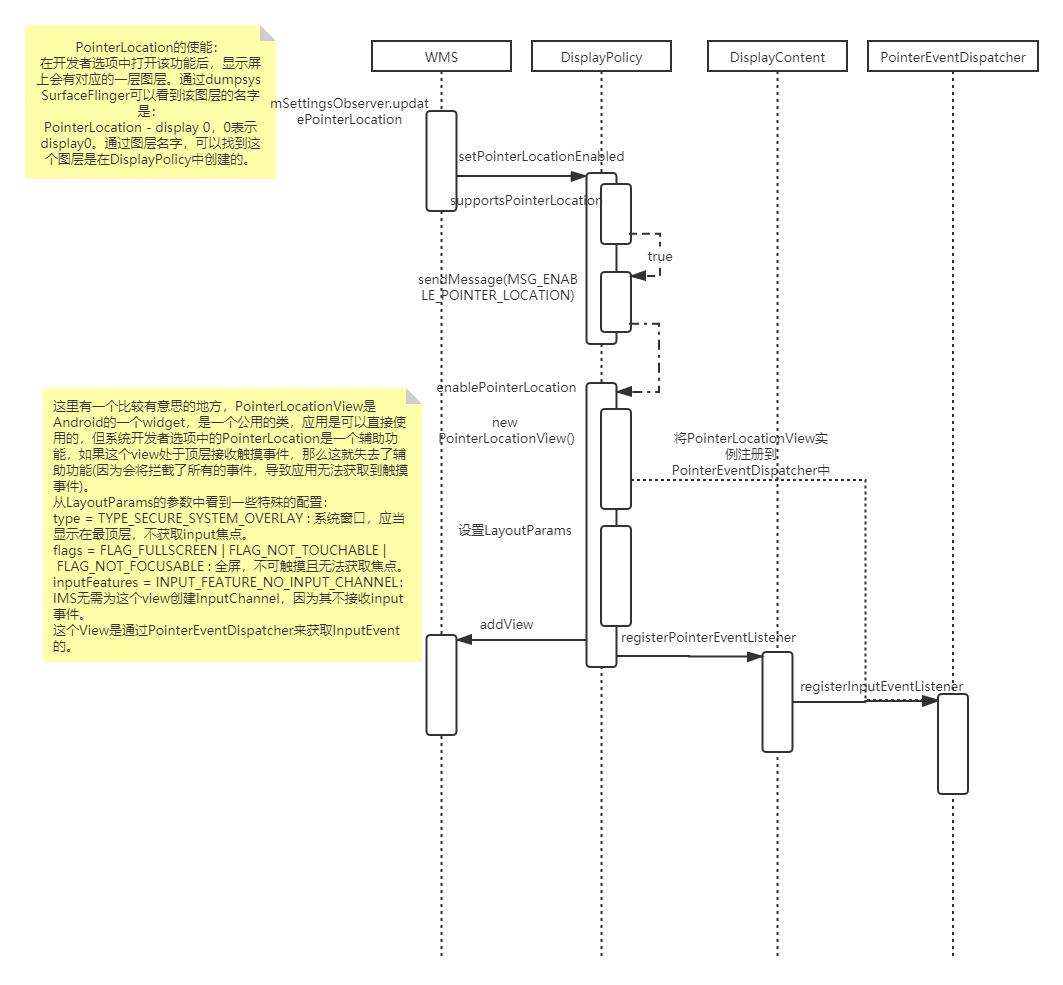 PointerLocation的使能：
在开发者选项中打开该功能后，显示屏
上会有对应的一层图层。通过dumpsys
SurfaceFlinger可以看到该图层的名字
是：
PointerLocation - display 0，0表示
display0。通过图层名字，可以找到这
个图层是在DisplayPolicy中创建的。
WMS
DisplayPolicy
DisplayContent
PointerEventDispatcher
mSettingsObserver.updat
ePointerLocation
setPointerLocationEnabled
supportsPointerLocation
true
sendMessage(MSG_ENAB
LE_POINTER_LOCATION)
enablePointerLocation
new
PointerLocationView()
将PointerLocationView实
例注册到
PointerEventDispatcher中
设置LayoutParams
addView
registerPointerEventListener
registerInputEventListener
这里有一个比较有意思的地方，PointerLocationView是
Android的一个widget，是一个公用的类，应用是可以直接使
用的，但系统开发者选项中的PointerLocation是一个辅助功
能，如果这个view处于顶层接收触摸事件，那么这就失去了辅
助功能(因为会将拦截了所有的事件，导致应用无法获取到触摸
事件)。
从LayoutParams的参数中看到一些特殊的配置：
type = TYPE_SECURE_SYSTEM_OVERLAY : 系统窗口，应当
显示在最顶层，不获取input焦点。
flags = FLAG_FULLSCREEN | FLAG_NOT_TOUCHABLE |
FLAG_NOT_FOCUSABLE : 全屏，不可触摸且无法获取焦点。
inputFeatures = INPUT_FEATURE_NO_INPUT_CHANNEL:
IMS无需为这个view创建InputChannel，因为其不接收input
事件。
这个View是通过PointerEventDispatcher来获取InputEvent
的。